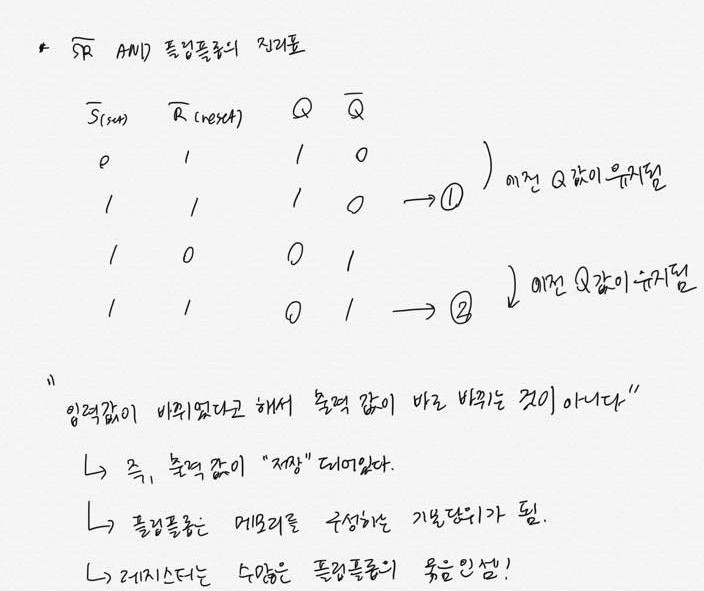 * S̅R̅ AND 플립플롭의 진리표
S̅(set) R̅(reset) Q Q̅
0 1 1 0
1 1 1 0 → ① ) 이전 Q 값이 유지됨
1 0 0 1
1 1 0 1 → ② ) 이전 Q값이 유지됨
"입력값이 바뀌었다고 해서 출력 값이 바로 바뀌는 것이 아니다"
↳ 즉, 출력 값이 "저장" 되어있다.
↳ 플립플롭은 메모리를 구성하는 기본단위가 됨.
↳ 레지스터는 수많은 플립플롭의 묶음인셈!